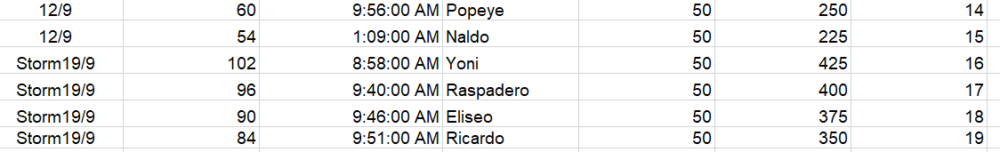 12/9 60 9:56:00 AM Popeye 50 250 14
12/9 54 1:09:00 AM Naldo 50 225 15
Storm19/9 102 8:58:00 AM Yoni 50 425 16
Storm19/9 96 9:40:00 AM Raspadero 50 400 17
Storm19/9 90 9:46:00 AM Eliseo 50 375 18
Storm19/9 84 9:51:00 AM Ricardo 50 350 19